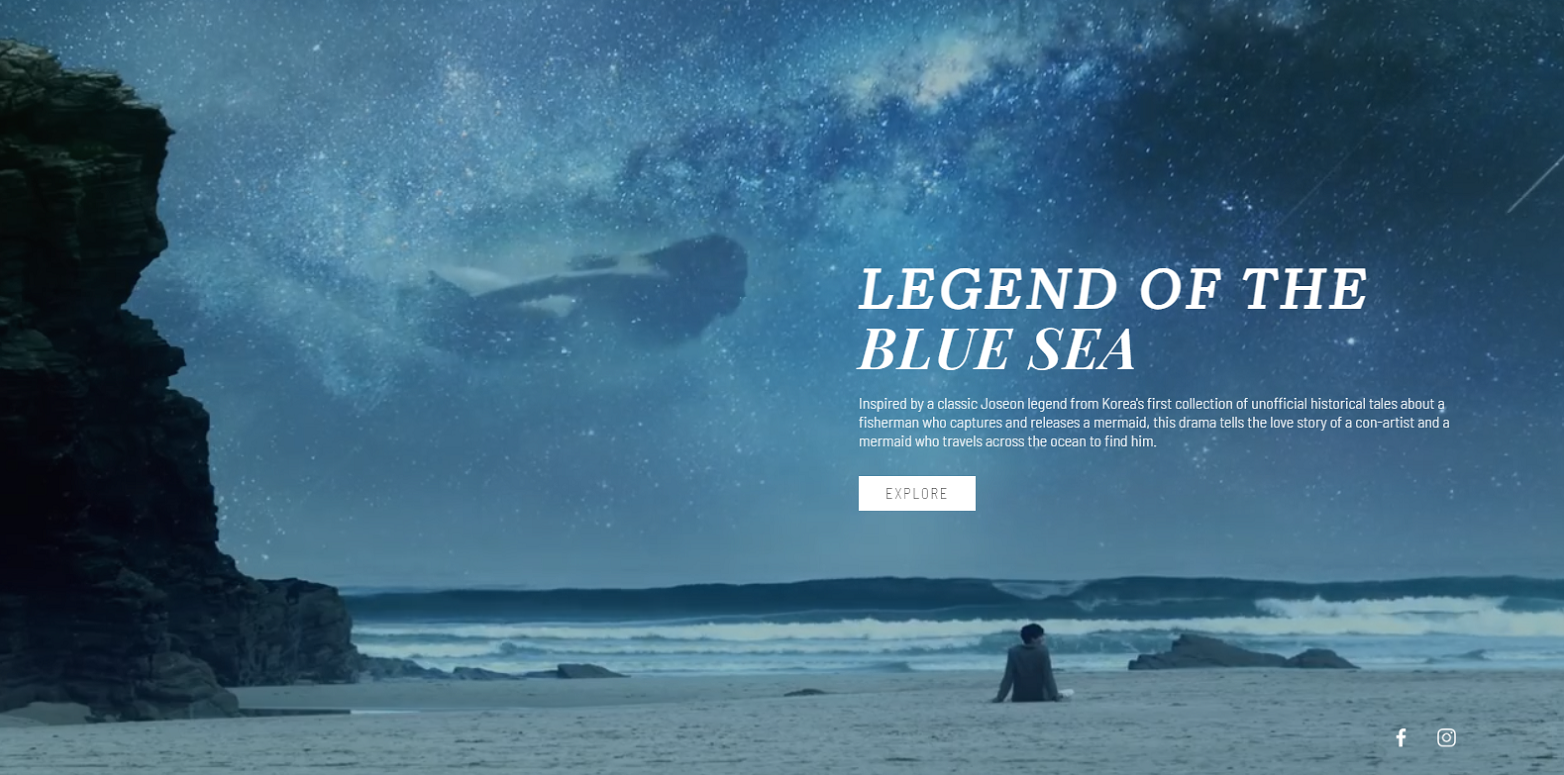 LEGEND OF THE
BLUE SEA
Inspired by a classic Joseon legend from Korea's first collection of unofficial historical tales about a
fisherman who captures and releases a mermaid, this drama tells the love story of a con-artist and a
mermaid who travels across the ocean to find him.
EXPLORE